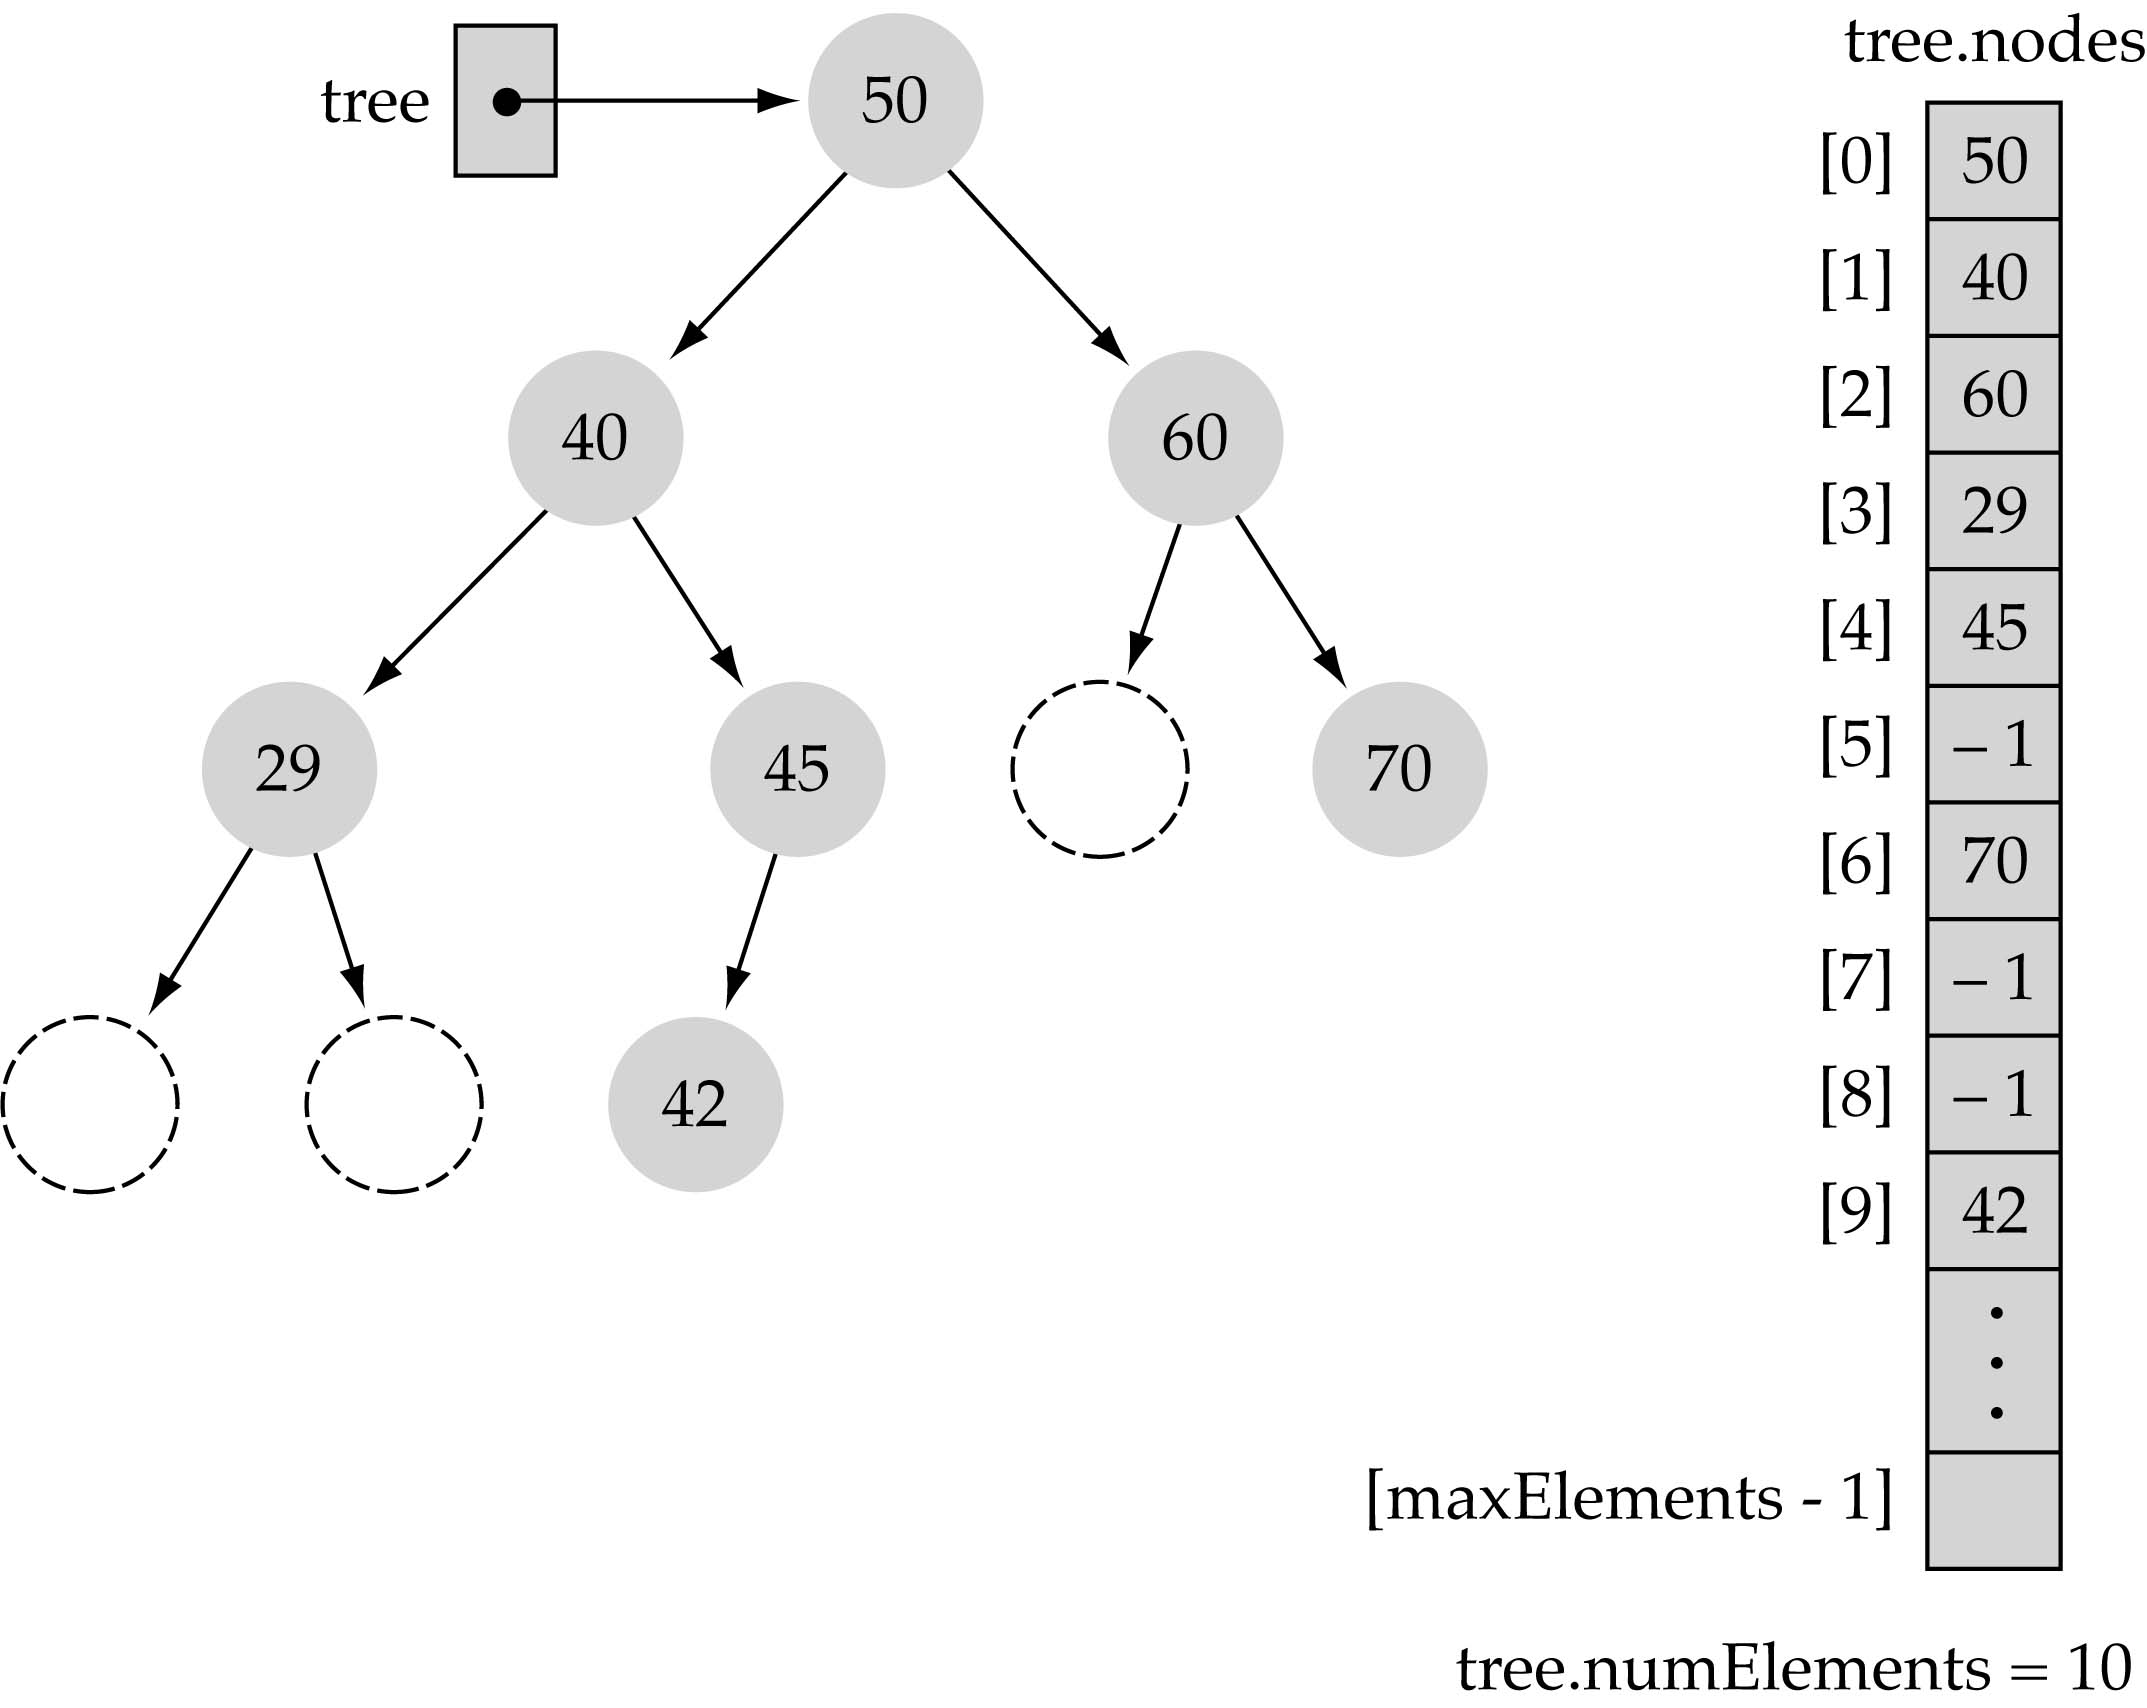 tree
50
40
60
29
45
70
42
tree.nodes
[0] 50
[1] 40
[2] 60
[3] 29
[4] 45
[5] – 1
[6] 70
[7] – 1
[8] – 1
[9] 42
[maxElements - 1]
tree.numElements = 10